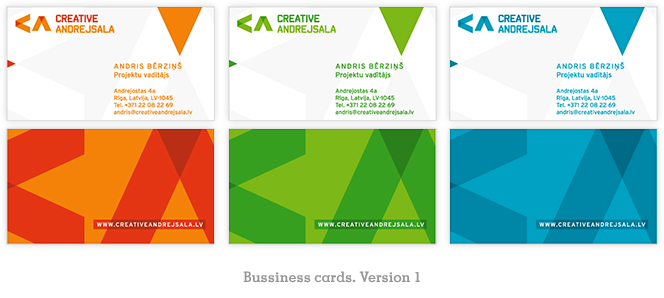 CREATIVE
ANDREJSALA
ANDRIS BĒRZIŅŠ
Projektu vadītājs
Andrejostas 4a
Rīga, Latvija, LV-1045
Tel. +371 22 08 22 69
andris@creativeandrejsala.lv
CREATIVE
ANDREJSALA
ANDRIS BĒRZIŅŠ
Projektu vadītājs
Andrejostas 4a
Rīga, Latvija, LV-1045
Tel. +371 22 08 22 69
andris@creativeandrejsala.lv
CREATIVE
ANDREJSALA
ANDRIS BĒRZIŅŠ
Projektu vadītājs
Andrejostas 4a
Rīga, Latvija, LV-1045
Tel. +371 22 08 22 69
andris@creativeandrejsala.lv
WWW.CREATIVEANDREJSALA.LV
WWW.CREATIVEANDREJSALA.LV
WWW.CREATIVEANDREJSALA.LV
Bussiness cards. Version 1